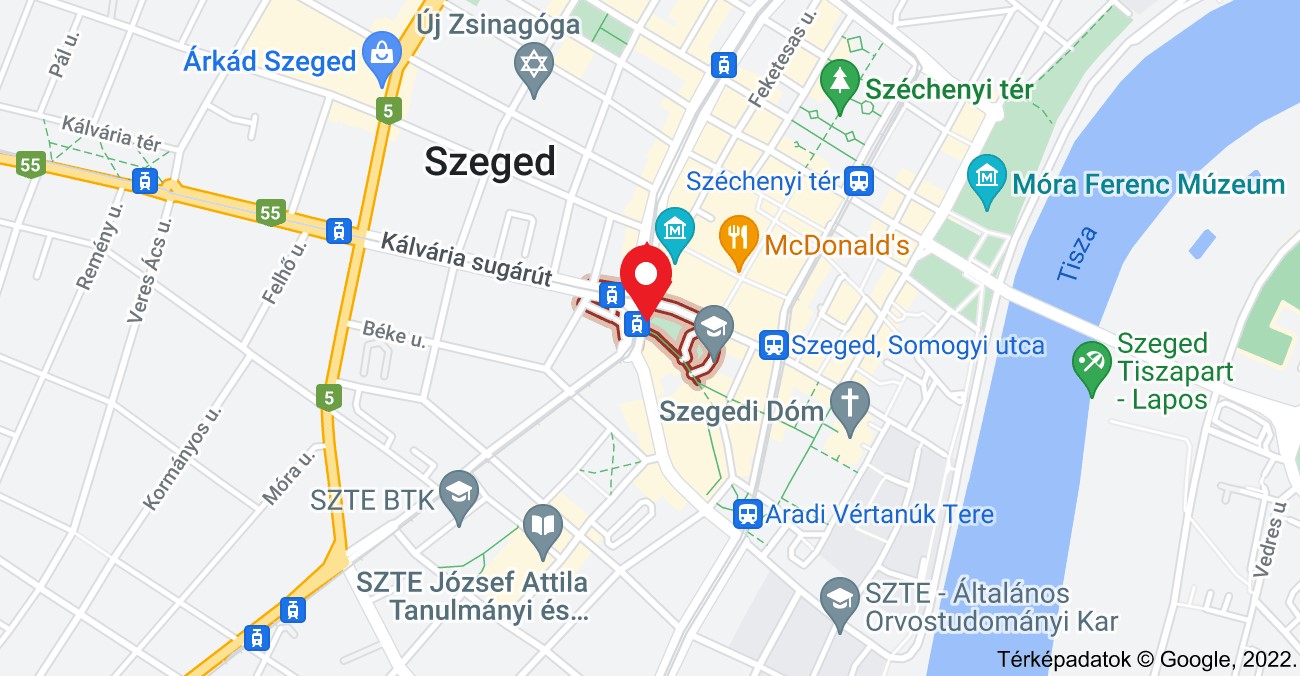 Új Zsinagóga
Pál u.
Árkád Szeged
Feketesas u.
Széchenyi tér
5
Kálvária tér
55
Szeged
Széchenyi tér
Móra Ferenc Múzeum
55
Remény u.
Veres Ács u.
Felhő u.
Kálvária sugárút
McDonald's
Tisza
Béke u.
Szeged, Somogyi utca
Szeged
Tiszapart
- Lapos
5
Szegedi Dóm
Kormányos u.
Móra u.
SZTE BTK
Aradi Vértanúk Tere
Vedres u
SZTE József Attila
Tanulmányi és...
SZTE - Általános
Orvostudományi Kar
Térképadatok © Google, 2022.